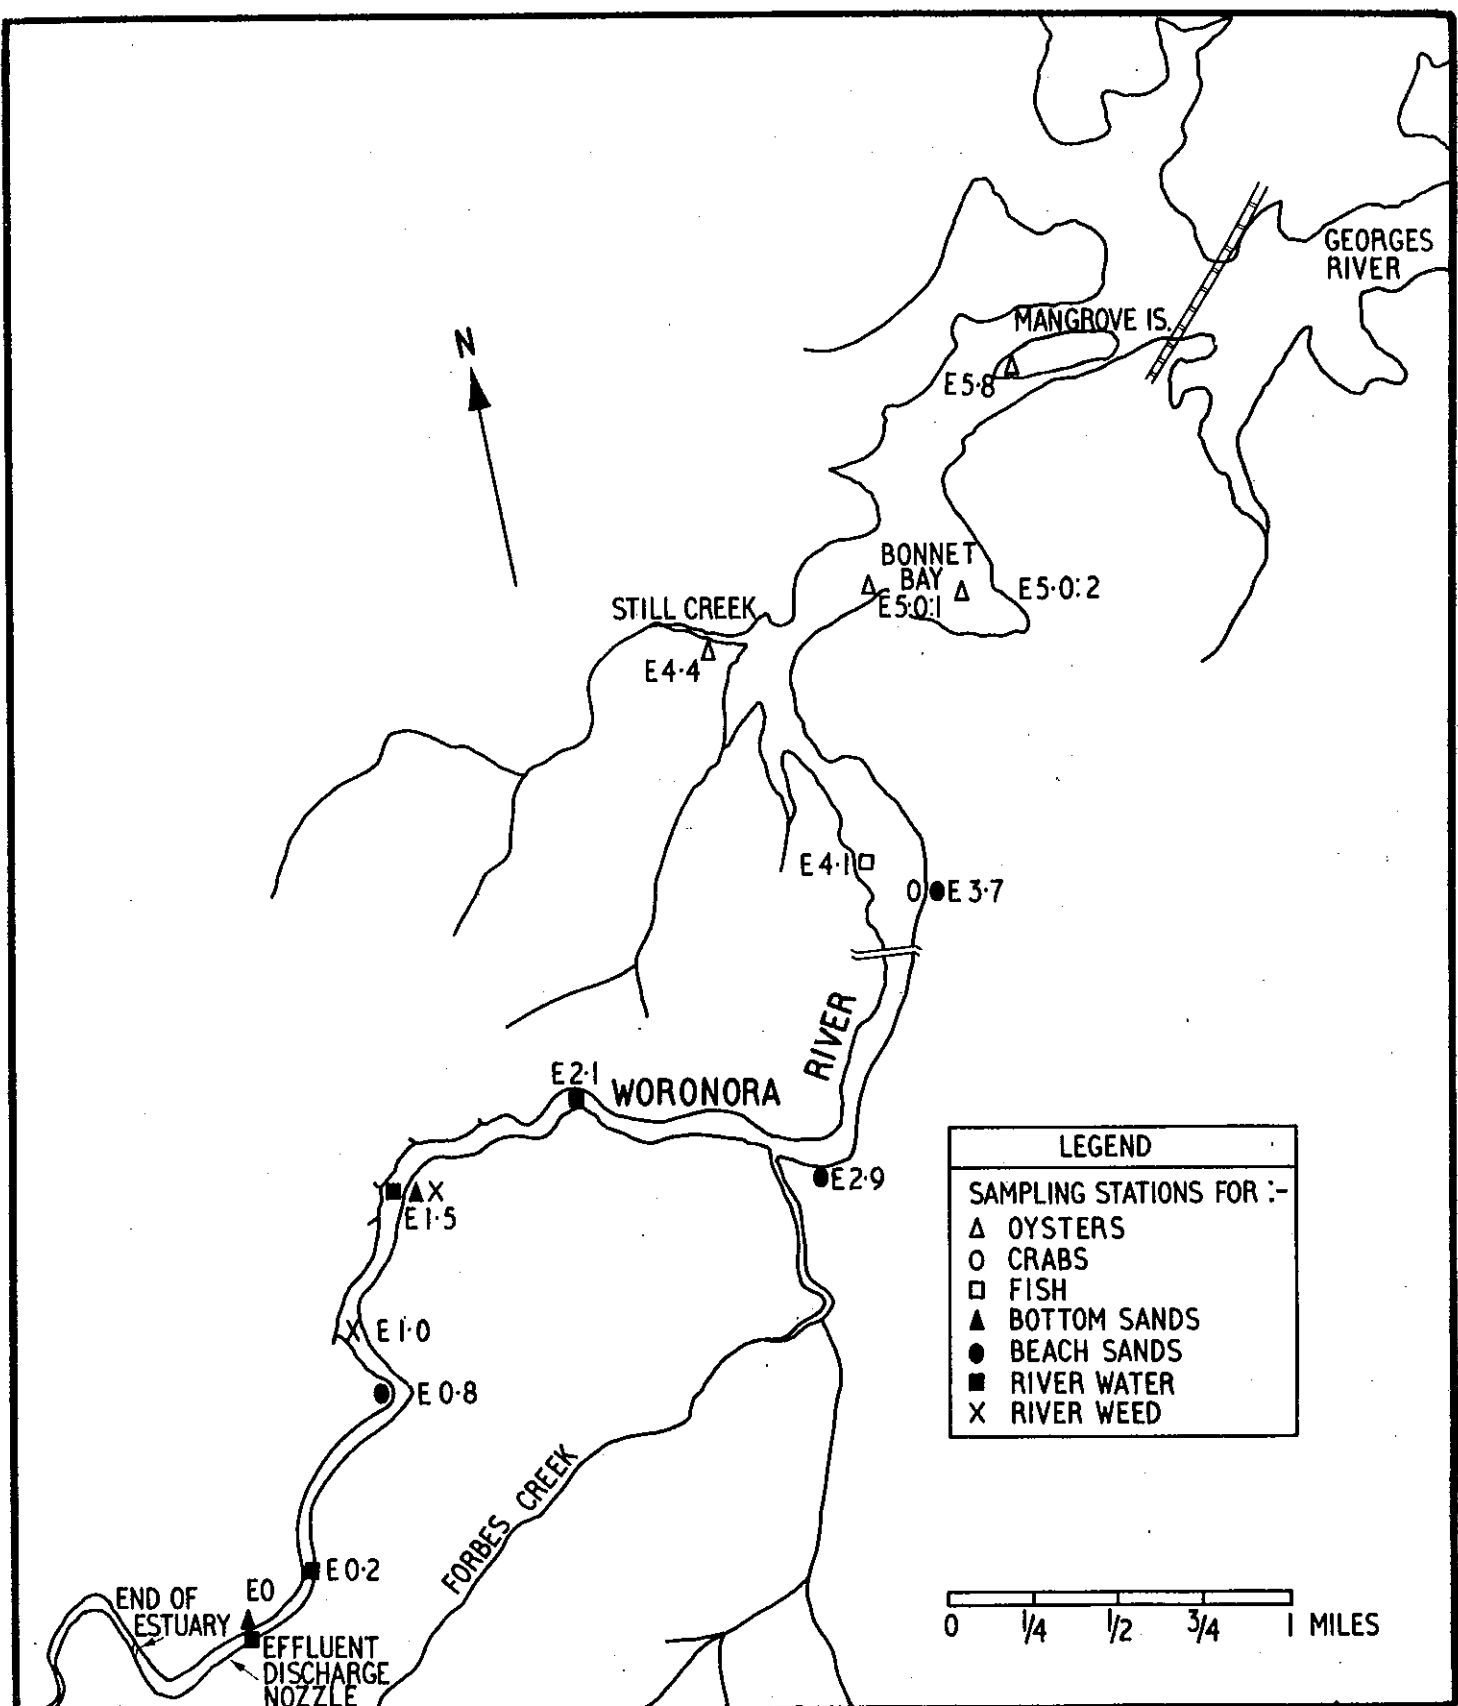 GEORGES
RIVER
MANGROVE IS.
N
E5·8
BONNET
BAY
E5·0:1
E5·0:2
STILL CREEK
E4·4
E4·1
O E3·7
RIVER
E2·1
WORONORA
E2·9
X
E1·5
X E1·0
E0·8
FORBES CREEK
E0·2
E0
END OF
ESTUARY
EFFLUENT
DISCHARGE
NOZZLE
LEGEND
SAMPLING STATIONS FOR :-
OYSTERS
O CRABS
FISH
BOTTOM SANDS
BEACH SANDS
RIVER WATER
X RIVER WEED
0 1/4 1/2 3/4 1 MILES